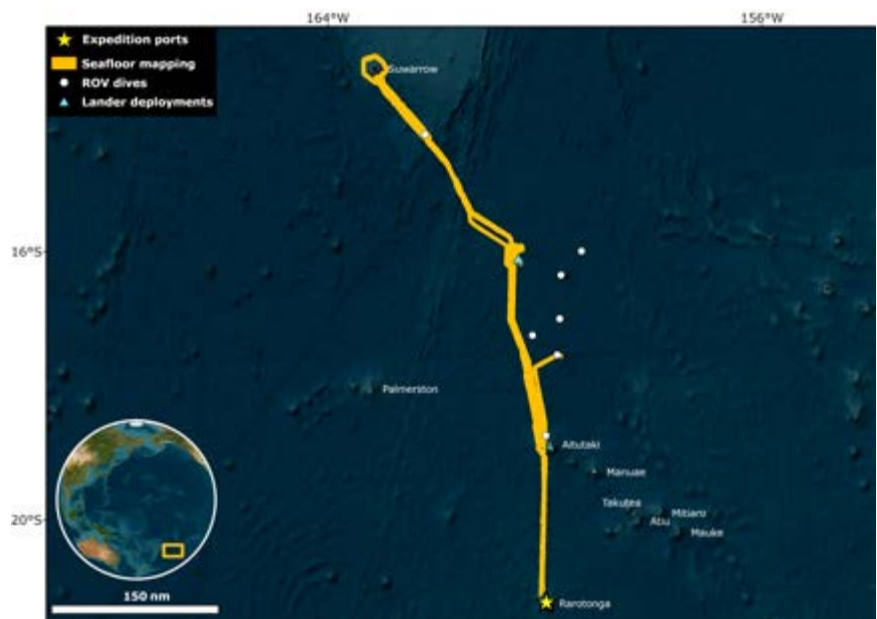 164°W
156°W
Expedition ports
Seafloor mapping
ROV dives
Lander deployments
Suwarrow
16°S
Palmerston
Aitutaki
Manuae
Takutea
Mitiaro
Atiu
Mauke
20°S
150 nm
Rarotonga